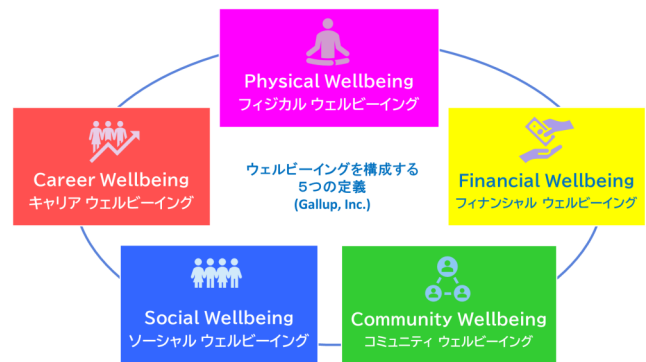 Physical Wellbeing
フィジカル ウェルビーイング
Career Wellbeing
キャリア ウェルビーイング
ウェルビーイングを構成する
５つの定義
(Gallup, Inc.)
Financial Wellbeing
フィナンシャル ウェルビーイング
Social Wellbeing
ソーシャル ウェルビーイング
Community Wellbeing
コミュニティ ウェルビーイング